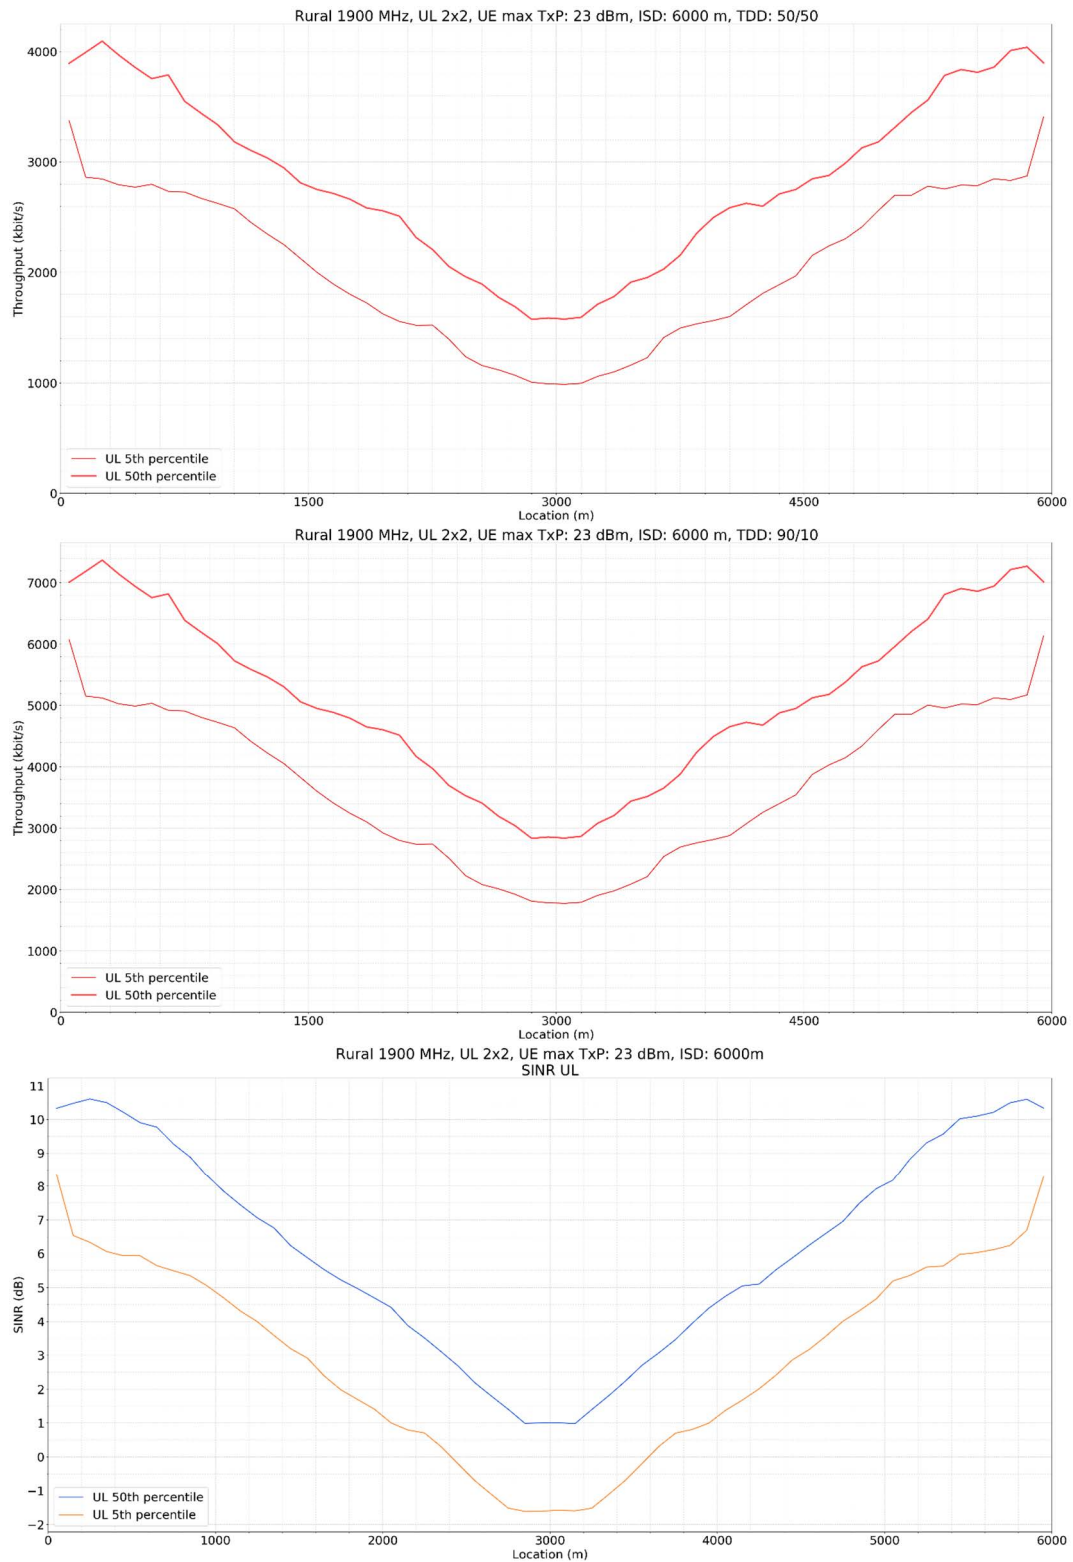 Rural 1900 MHz, UL 2x2, UE max TxP: 23 dBm, ISD: 6000 m, TDD: 50/50
4000
3000
2000
1000
0
Throughput (kbit/s)
UL 5th percentile
UL 50th percentile
0 1500 3000 4500 6000
Location (m)
Rural 1900 MHz, UL 2x2, UE max TxP: 23 dBm, ISD: 6000 m, TDD: 90/10
7000
6000
5000
4000
3000
2000
1000
0
Throughput (kbit/s)
UL 5th percentile
UL 50th percentile
0 1500 3000 4500 6000
Location (m)
Rural 1900 MHz, UL 2x2, UE max TxP: 23 dBm, ISD: 6000m
SINR UL
11
10
9
8
7
6
5
4
3
2
1
0
−1
−2
SINR (dB)
UL 50th percentile
UL 5th percentile
0 1000 2000 3000 4000 5000 6000
Location (m)